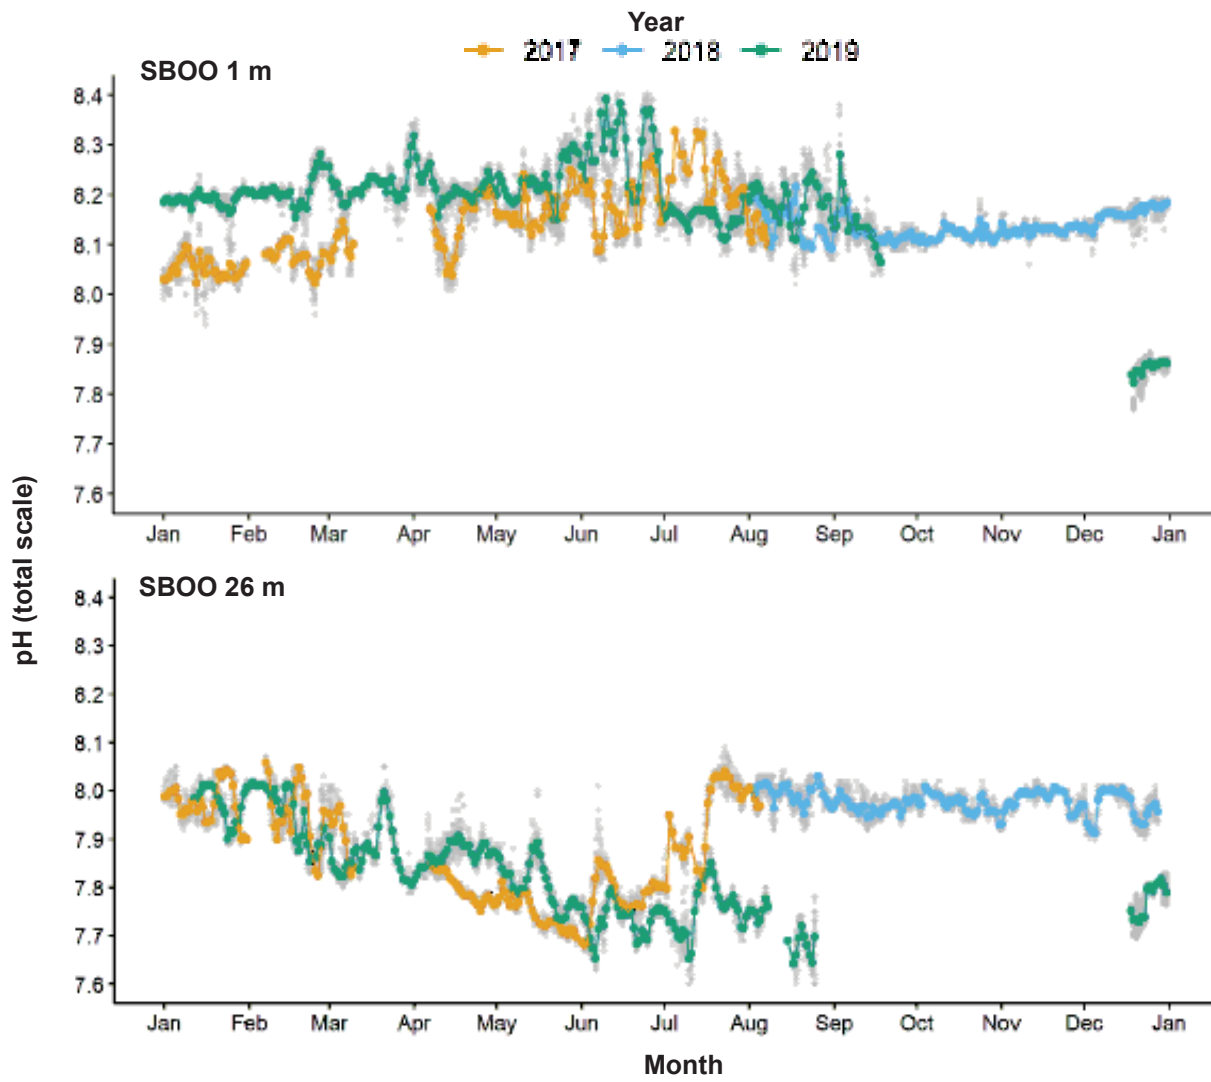 Year
2017 2018 2019
SBOO 1 m
8.4
8.3
8.2
8.1
8.0
7.9
7.8
7.7
7.6
Jan Feb Mar Apr May Jun Jul Aug Sep Oct Nov Dec Jan
pH (total scale)
SBOO 26 m
8.4
8.3
8.2
8.1
8.0
7.9
7.8
7.7
7.6
Jan Feb Mar Apr May Jun Jul Aug Sep Oct Nov Dec Jan
Month